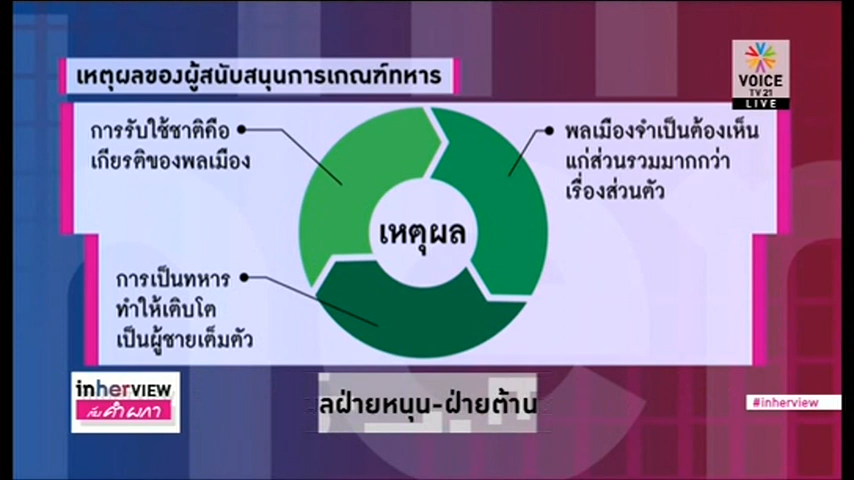 เหตุผลของผู้สนับสนุนการเกณฑ์ทหาร
VOICE
TV 21
LIVE
การรับใช้ชาติคือ
เกียรติของพลเมือง
พลเมืองจำเป็นต้องเห็น
แก่ส่วนรวมมากกว่า
เรื่องส่วนตัว
เหตุผล
การเป็นทหาร
ทำให้เติบโต
เป็นผู้ชายเต็มตัว
inherVIEW
กับคำผกา
ลฝ่ายหนุน-ฝ่ายต้าน
#inherview